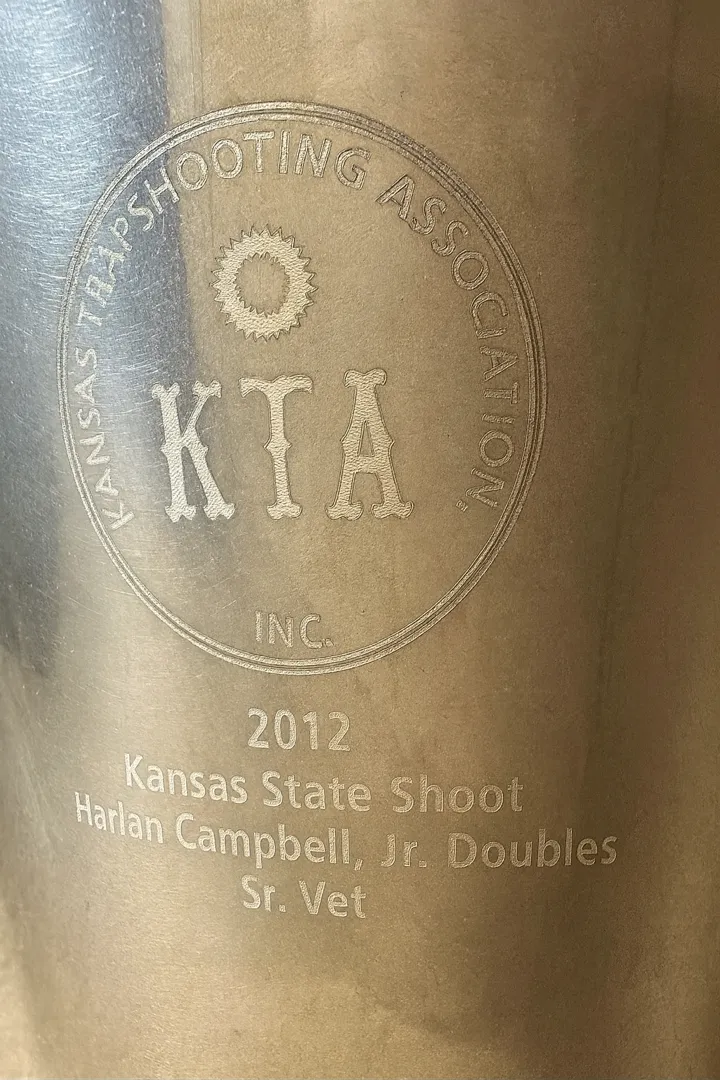 KANSAS TRAPSHOOTING ASSOCIATION,
KTA
INC.
2012
Kansas State Shoot
Harlan Campbell, Jr. Doubles
Sr. Vet